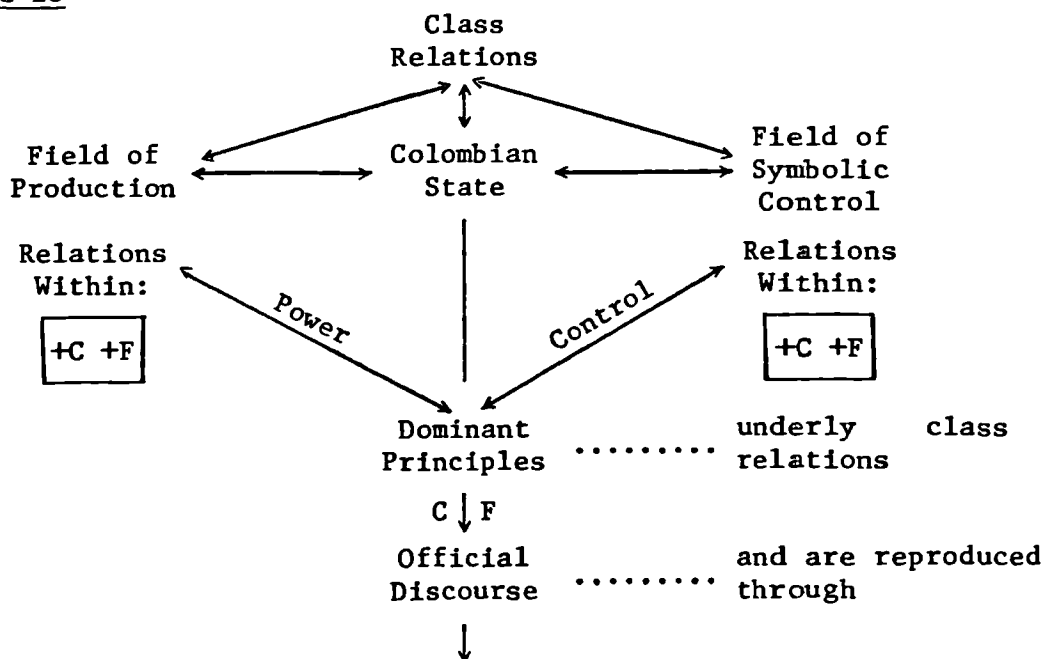 Class
Relations
Field of
Production
Colombian
State
Field of
Symbolic
Control
Relations
Within:
+C +F
Power
Control
Relations
Within:
+C +F
Dominant
Principles ......... underly class
relations
C F
Official
Discourse ......... and are reproduced
through